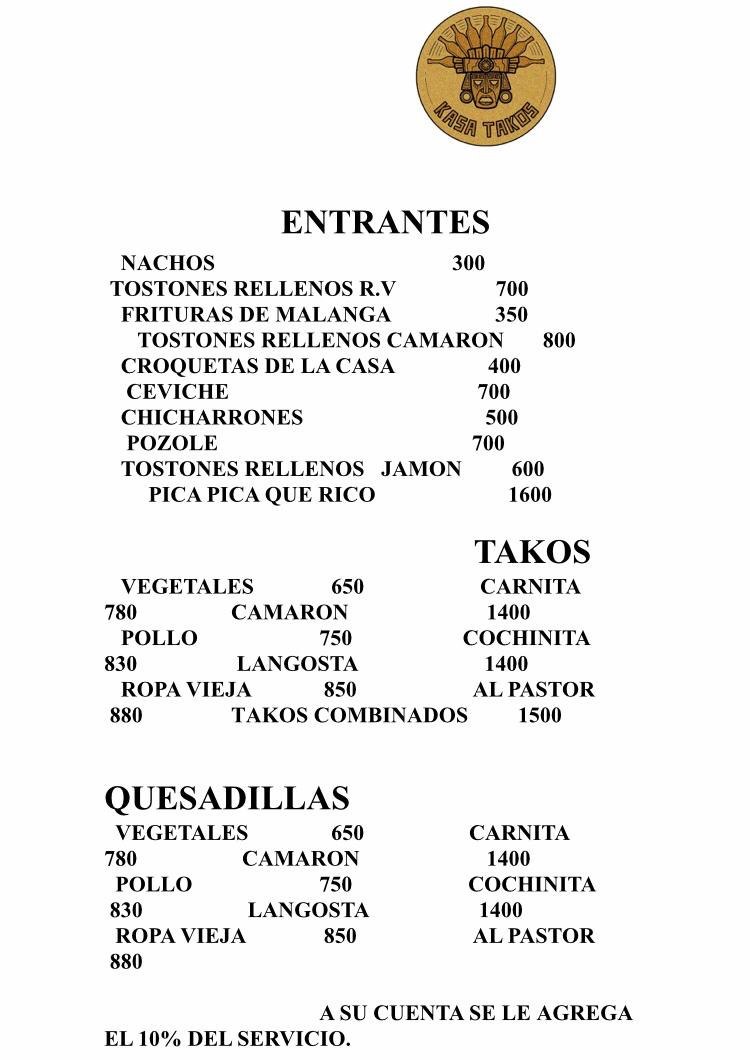 KASA TAKOS
ENTRANTES
NACHOS 300
TOSTONES RELLENOS R.V 700
FRITURAS DE MALANGA 350
TOSTONES RELLENOS CAMARON 800
CROQUETAS DE LA CASA 400
CEVICHE 700
CHICHARRONES 500
POZOLE 700
TOSTONES RELLENOS JAMON 600
PICA PICA QUE RICO 1600
TAKOS
VEGETALES 650 CARNITA
780 CAMARON 1400
POLLO 750 COCHINITA
830 LANGOSTA 1400
ROPA VIEJA 850 AL PASTOR
880 TAKOS COMBINADOS 1500
QUESADILLAS
VEGETALES 650 CARNITA
780 CAMARON 1400
POLLO 750 COCHINITA
830 LANGOSTA 1400
ROPA VIEJA 850 AL PASTOR
880
A SU CUENTA SE LE AGREGA
EL 10% DEL SERVICIO.